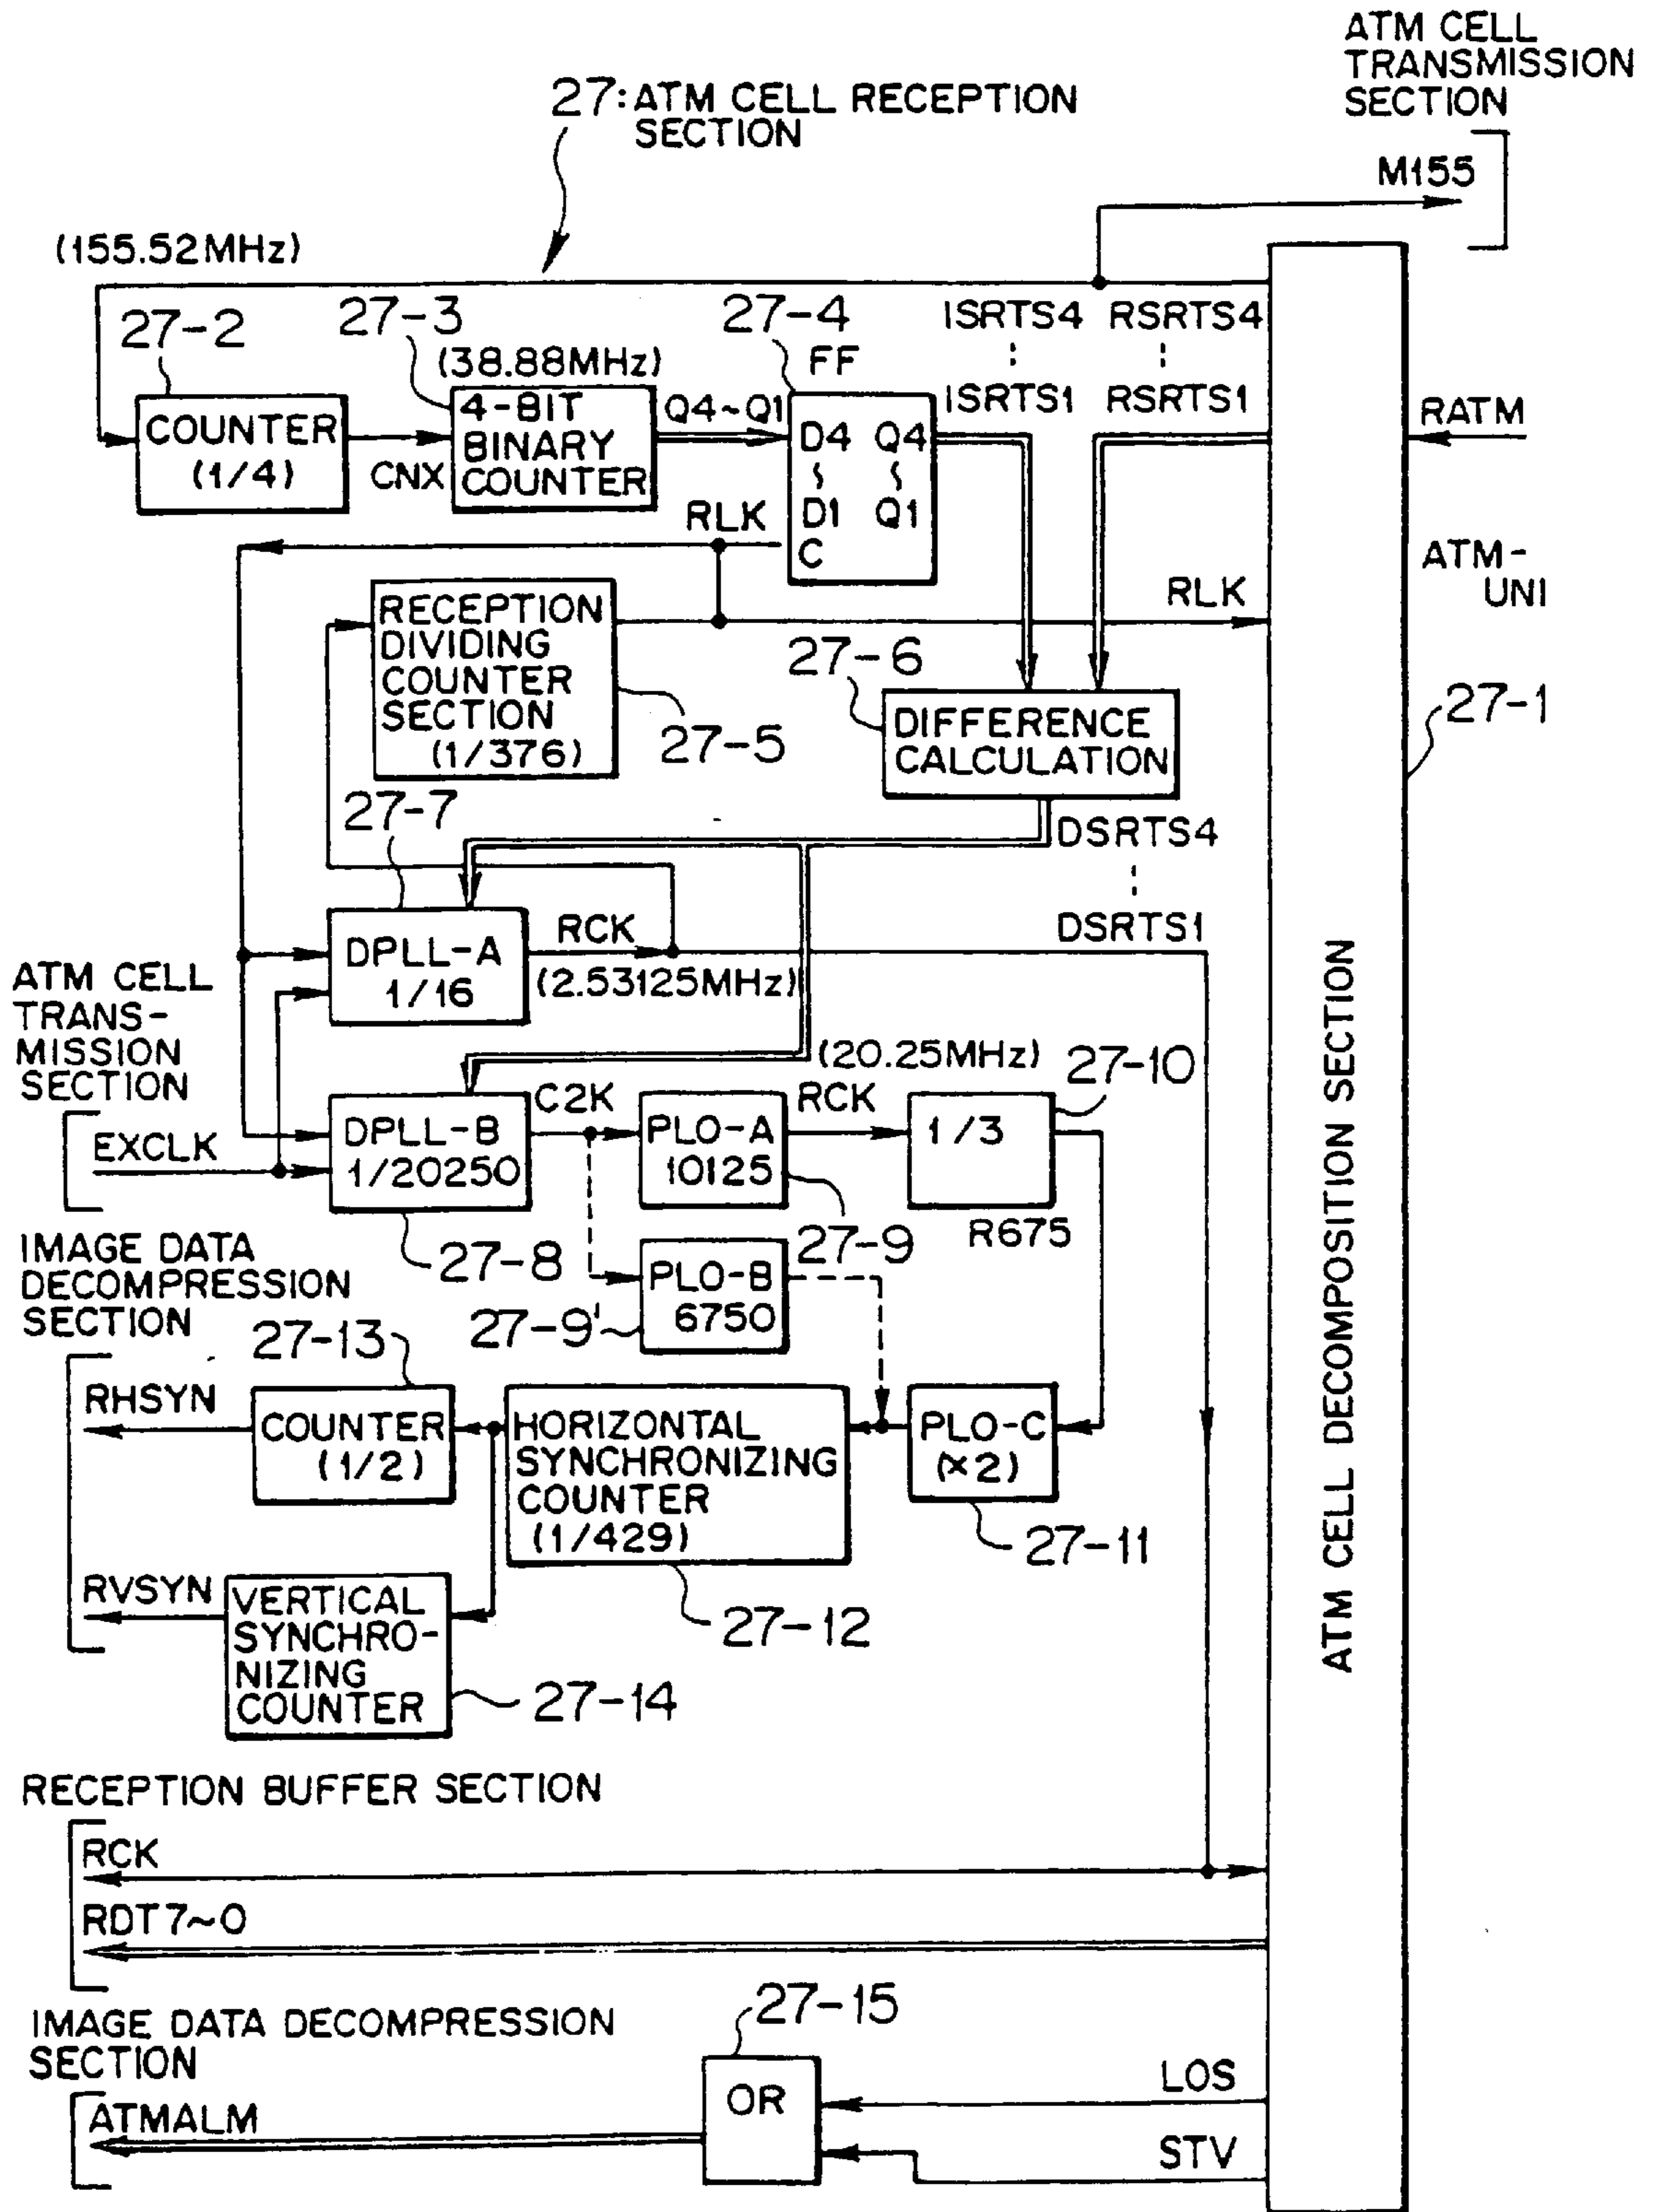 ATM CELL
TRANSMISSION
SECTION
27:ATM CELL RECEPTION
SECTION
M155
(155.52MHz)
27-2
27-3
27-4
ISRTS4 RSRTS4
(38.88MHz)
FF
ISRTS1 RSRTS1
COUNTER
(1/4)
CNX
4-BIT
BINARY
COUNTER
Q4~Q1
D4 Q4
D1 Q1
C
RATM
RLK
ATM-
UNI
RECEPTION
DIVIDING
COUNTER
SECTION
(1/376)
27-5
RLK
27-6
DIFFERENCE
CALCULATION
27-1
27-7
DSRTS4
DSRTS1
DPLL-A
1/16
RCK
(2.53125MHz)
ATM CELL
TRANS-
MISSION
SECTION
(20.25MHz)
27-10
EXCLK
DPLL-B
1/20250
C2K
PLO-A
10125
RCK
1/3
R675
27-8
27-9
IMAGE DATA
DECOMPRESSION
SECTION
PLO-B
6750
27-9'
27-13
RHSYN
COUNTER
(1/2)
HORIZONTAL
SYNCHRONIZING
COUNTER
(1/429)
PLO-C
(×2)
27-11
RVSYN
VERTICAL
SYNCHRO-
NIZING
COUNTER
27-12
27-14
ATM CELL DECOMPOSITION SECTION
RECEPTION BUFFER SECTION
RCK
RDT7~0
IMAGE DATA DECOMPRESSION
SECTION
27-15
ATMALM
OR
LOS
STV